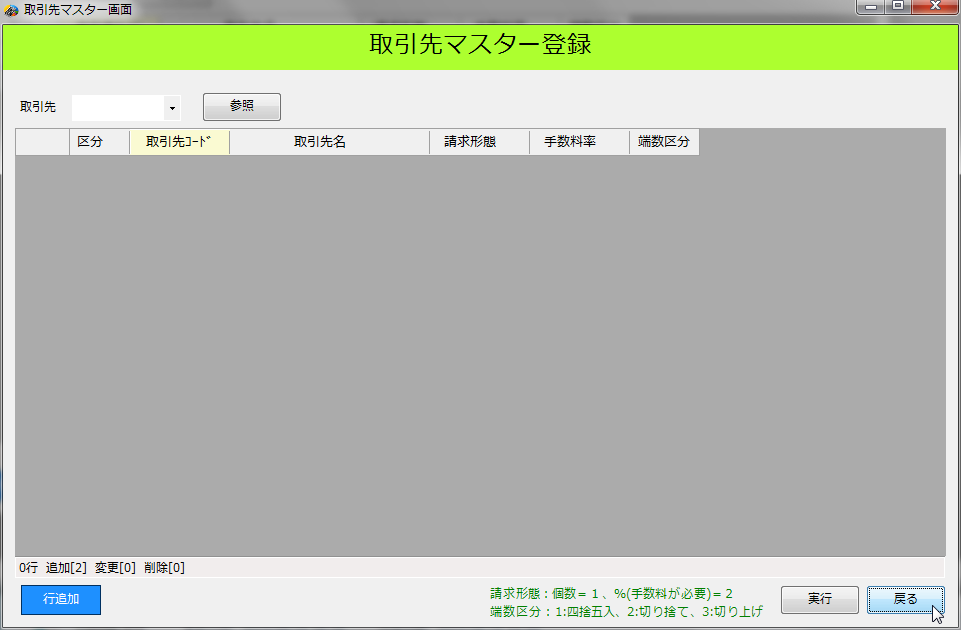 取引先マスター画面
取引先マスター登録
取引先 参照
区分 取引先ｺｰﾄﾞ 取引先名 請求形態 手数料率 端数区分
0行 追加[2] 変更[0] 削除[0]
行追加
請求形態：個数＝１、%(手数料が必要)＝2
端数区分：1:四捨五入、2:切り捨て、3:切り上げ
実行 戻る